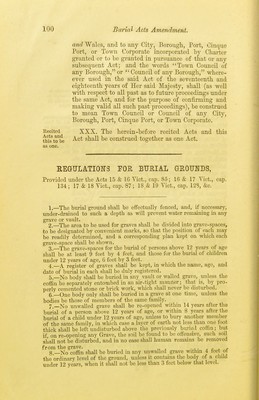 100 Burial Acts Amendment.
and Wales, and to any City, Borough, Port, Cinque
Port, or Town Corporate incorporated by Charter
granted or to be granted in pursuance of that or any
subsequent Act; and the words "Town Council of
any Borough," or "Council of any Borough," where-
ever used in the said Act of the seventeenth and
eighteenth years of Her said Majesty, shall (as well
with respect to all past as to future proceedings under
the same Act, and for the purpose of confirming and
making valid all such past proceedings), be construed
to mean Town Council or Council of any City,
Borough, Port, Cinque Port, or Town Corporate.
Recited
Acts and
this to be
as one.
XXX. The herein-before recited Acts and this
Act shall be construed together as one Act.
REGULATIONS FOR BURIAL GROUNDS,
Provided under the Acts 15 & 16 Vict., cap. 85; 16 & 17 Vict., cap.
134; 17 & 18 Vict., cap. 87; 18 & 19 Vict., cap. 128, &c.
1.—The burial ground shall be effectually fenced, and, if necessary,
under-drained to such a depth as will prevent water remaining in any
grave or vault.
2.—The area to be used for graves shall be divided into grave-spaces,
to be designated by convenient marks, so that the position of each may
be readily determined, and a corresponding plan kept on which each
grave-space shall be shewn.
3.—The grave-spaces for the burial of persons above 12 years of age
shall be at least 9 feet by 4 feet, and those for the burial of children
under 12 years of age, 6 feet by 3 feet.
4.—A register of graves shall be kept, in which the name, age, and
date of burial in each shall be duly registered.
5.—No body shall be buried in any vault or walled grave, unless the
coffin be separately entombed in an air-tight manner; that is, by pro-
perly cemented stone or brick work, which shall never be disturbed.
6.—One body only shall be buried in a grave at one time, unless the
bodies be those of members of the same family.
7.—No unwalled grave shall be re-opened within 14 years after the
burial of a person above 12 years of age, or within 8 years after the
burial of a child under 12 years of age, unless to bury another member
of the same family, in which case a layer of earth not less than one foot
thick shall be left undisturbed above the previously buried coffin; but
if, on re-opening any Grave, the soil be found to be offensive, such soil
shall not be disturbed, and in no case shall human remains be removed
from the grave.
8.—No coffin shall be buried in any unwalled grave within 4 feet of
the ordinary level of the ground, unless it contains the body of a child
under 12 years, when it shall not be less than 3 feet below that level.